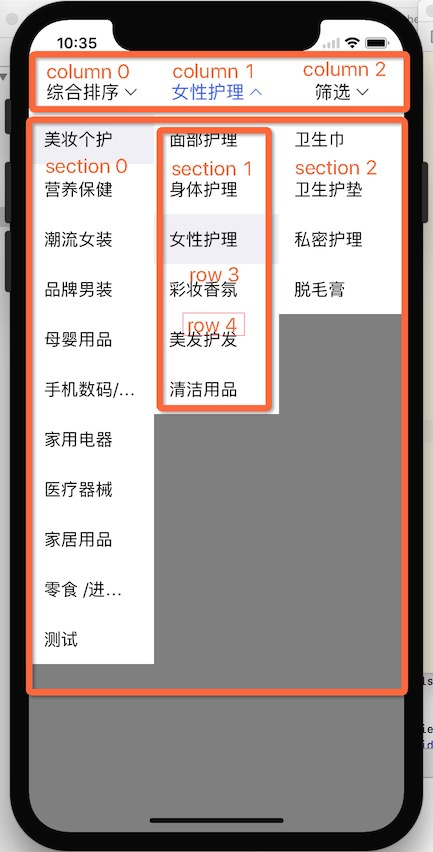 10:35
column 0 column 1 column 2
综合排序 女性护理 筛选
美妆个护 面部护理 卫生巾
section 0 section 1 section 2
营养保健 身体护理 卫生护垫
潮流女装 女性护理 私密护理
row 3
品牌男装 彩妆香氛 脱毛膏
row 4
母婴用品 美发护发
手机数码/... 清洁用品
家用电器
医疗器械
家居用品
零食 /进...
测试